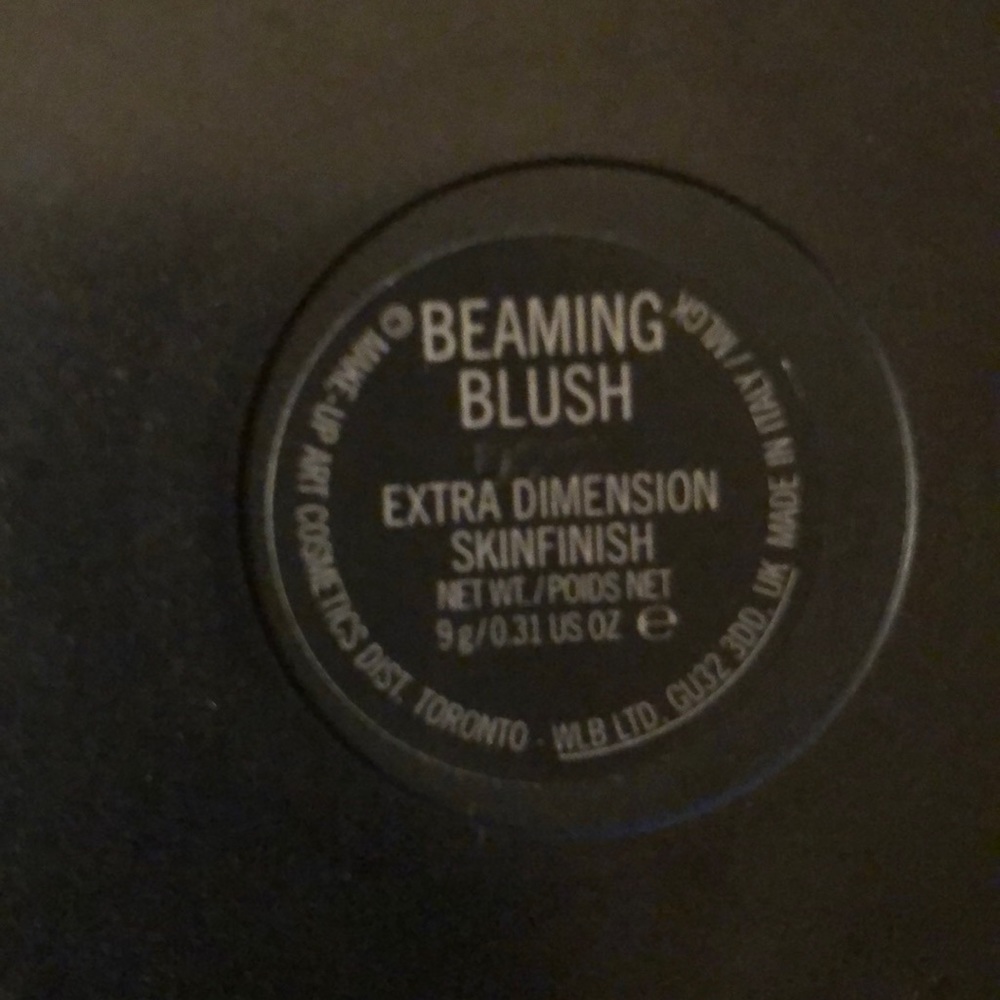 BEAMING
BLUSH
EXTRA DIMENSION
SKINFINISH
NET WT./POIDS NET
9 g/0.31 US OZ ℮
© MAKE-UP ART COSMETICS DIST. TORONTO · WLB LTD. GU32 3DD, UK MADE IN ITALY /